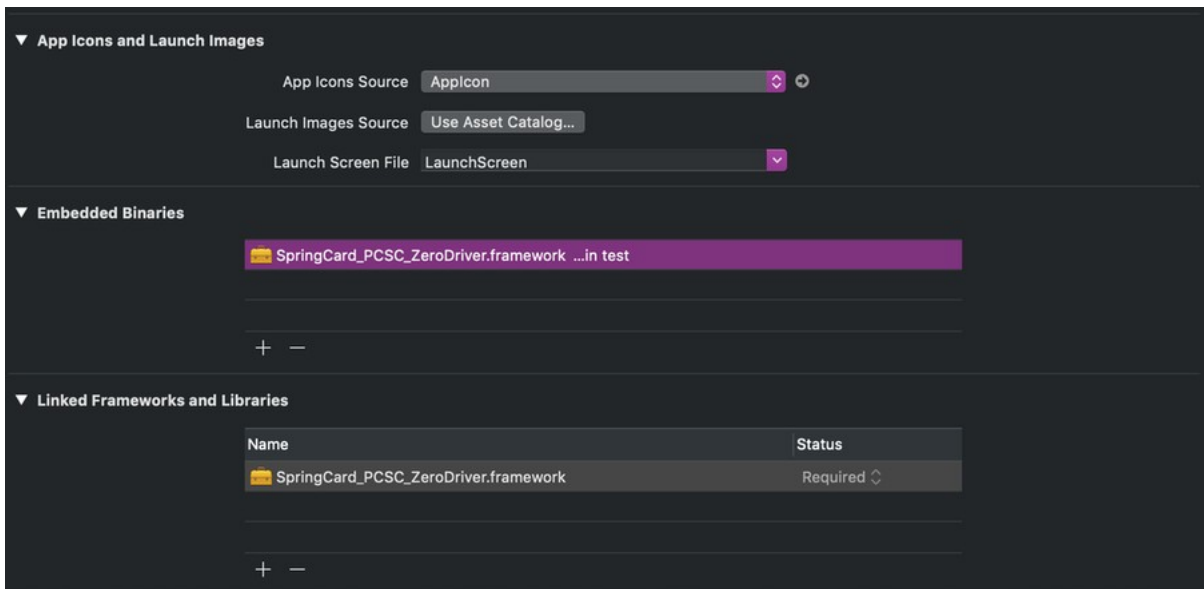 App Icons and Launch Images
App Icons Source AppIcon
Launch Images Source Use Asset Catalog...
Launch Screen File LaunchScreen
Embedded Binaries
SpringCard_PCSC_ZeroDriver.framework ...in test
+ −
Linked Frameworks and Libraries
Name Status
SpringCard_PCSC_ZeroDriver.framework Required
+ −